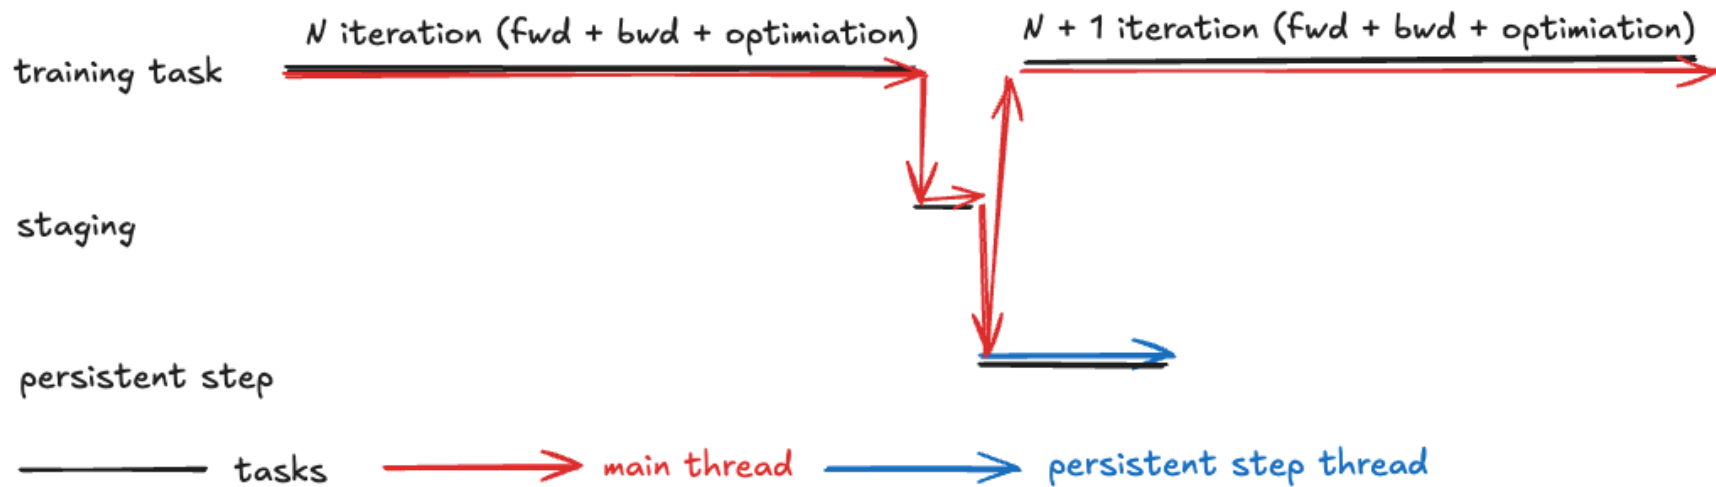 N iteration (fwd + bwd + optimiation)
N + 1 iteration (fwd + bwd + optimiation)
training task
staging
persistent step
tasks
main thread
persistent step thread